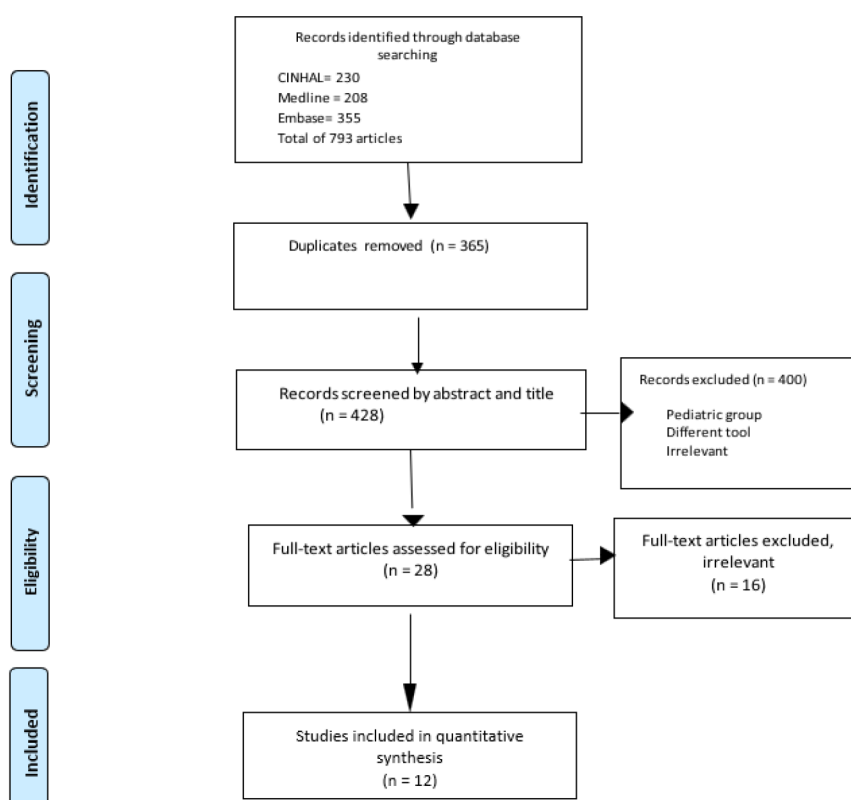 Identification
Records identified through database
searching
CINHAL= 230
Medline = 208
Embase= 355
Total of 793 articles
Duplicates removed (n = 365)
Screening
Records screened by abstract and title
(n = 428)
Records excluded (n = 400)
Pediatric group
Different tool
Irrelevant
Eligibility
Full-text articles assessed for eligibility
(n = 28)
Full-text articles excluded,
irrelevant
(n = 16)
Included
Studies included in quantitative
synthesis
(n = 12)